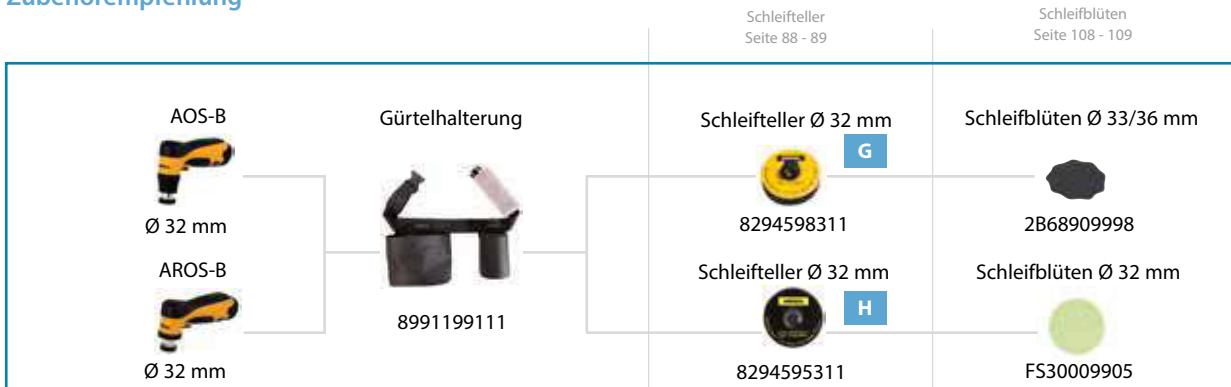 Zubehörempfehlung
Schleifteller
Seite 88 - 89
Schleifblüten
Seite 108 - 109
AOS-B
Ø 32 mm
AROS-B
Ø 32 mm
Gürtelhalterung
8991199111
Schleifteller Ø 32 mm
G
8294598311
Schleifteller Ø 32 mm
H
8294595311
Schleifblüten Ø 33/36 mm
2B68909998
Schleifblüten Ø 32 mm
FS30009905